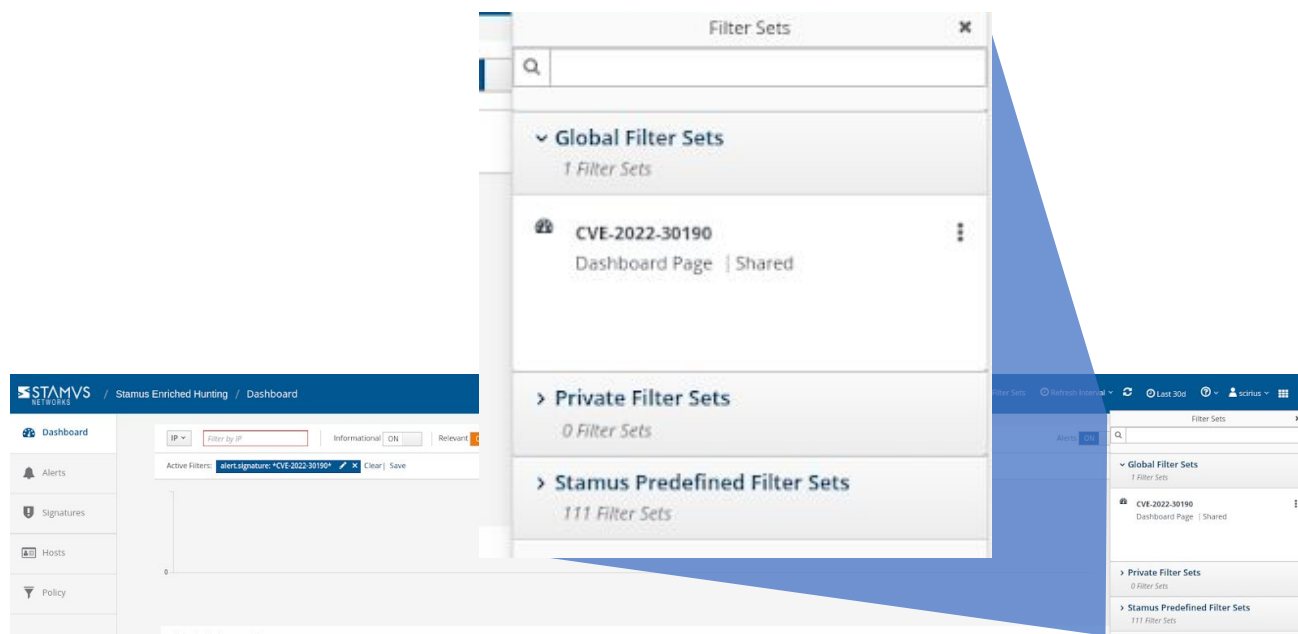 Filter Sets
Global Filter Sets
1 Filter Sets
CVE-2022-30190
Dashboard Page | Shared
Private Filter Sets
0 Filter Sets
Stamus Predefined Filter Sets
111 Filter Sets
STAMVS NETWORKS / Stamus Enriched Hunting / Dashboard
Filter Sets Refresh Interval Last 30d scirius
Dashboard
Alerts
Signatures
Hosts
Policy
IP Filter by IP Informational ON Relevant Alerts ON
Active Filters: alert.signature: *CVE-2022-30190* Clear | Save
0
Filter Sets
Global Filter Sets
1 Filter Sets
CVE-2022-30190
Dashboard Page | Shared
Private Filter Sets
0 Filter Sets
Stamus Predefined Filter Sets
111 Filter Sets